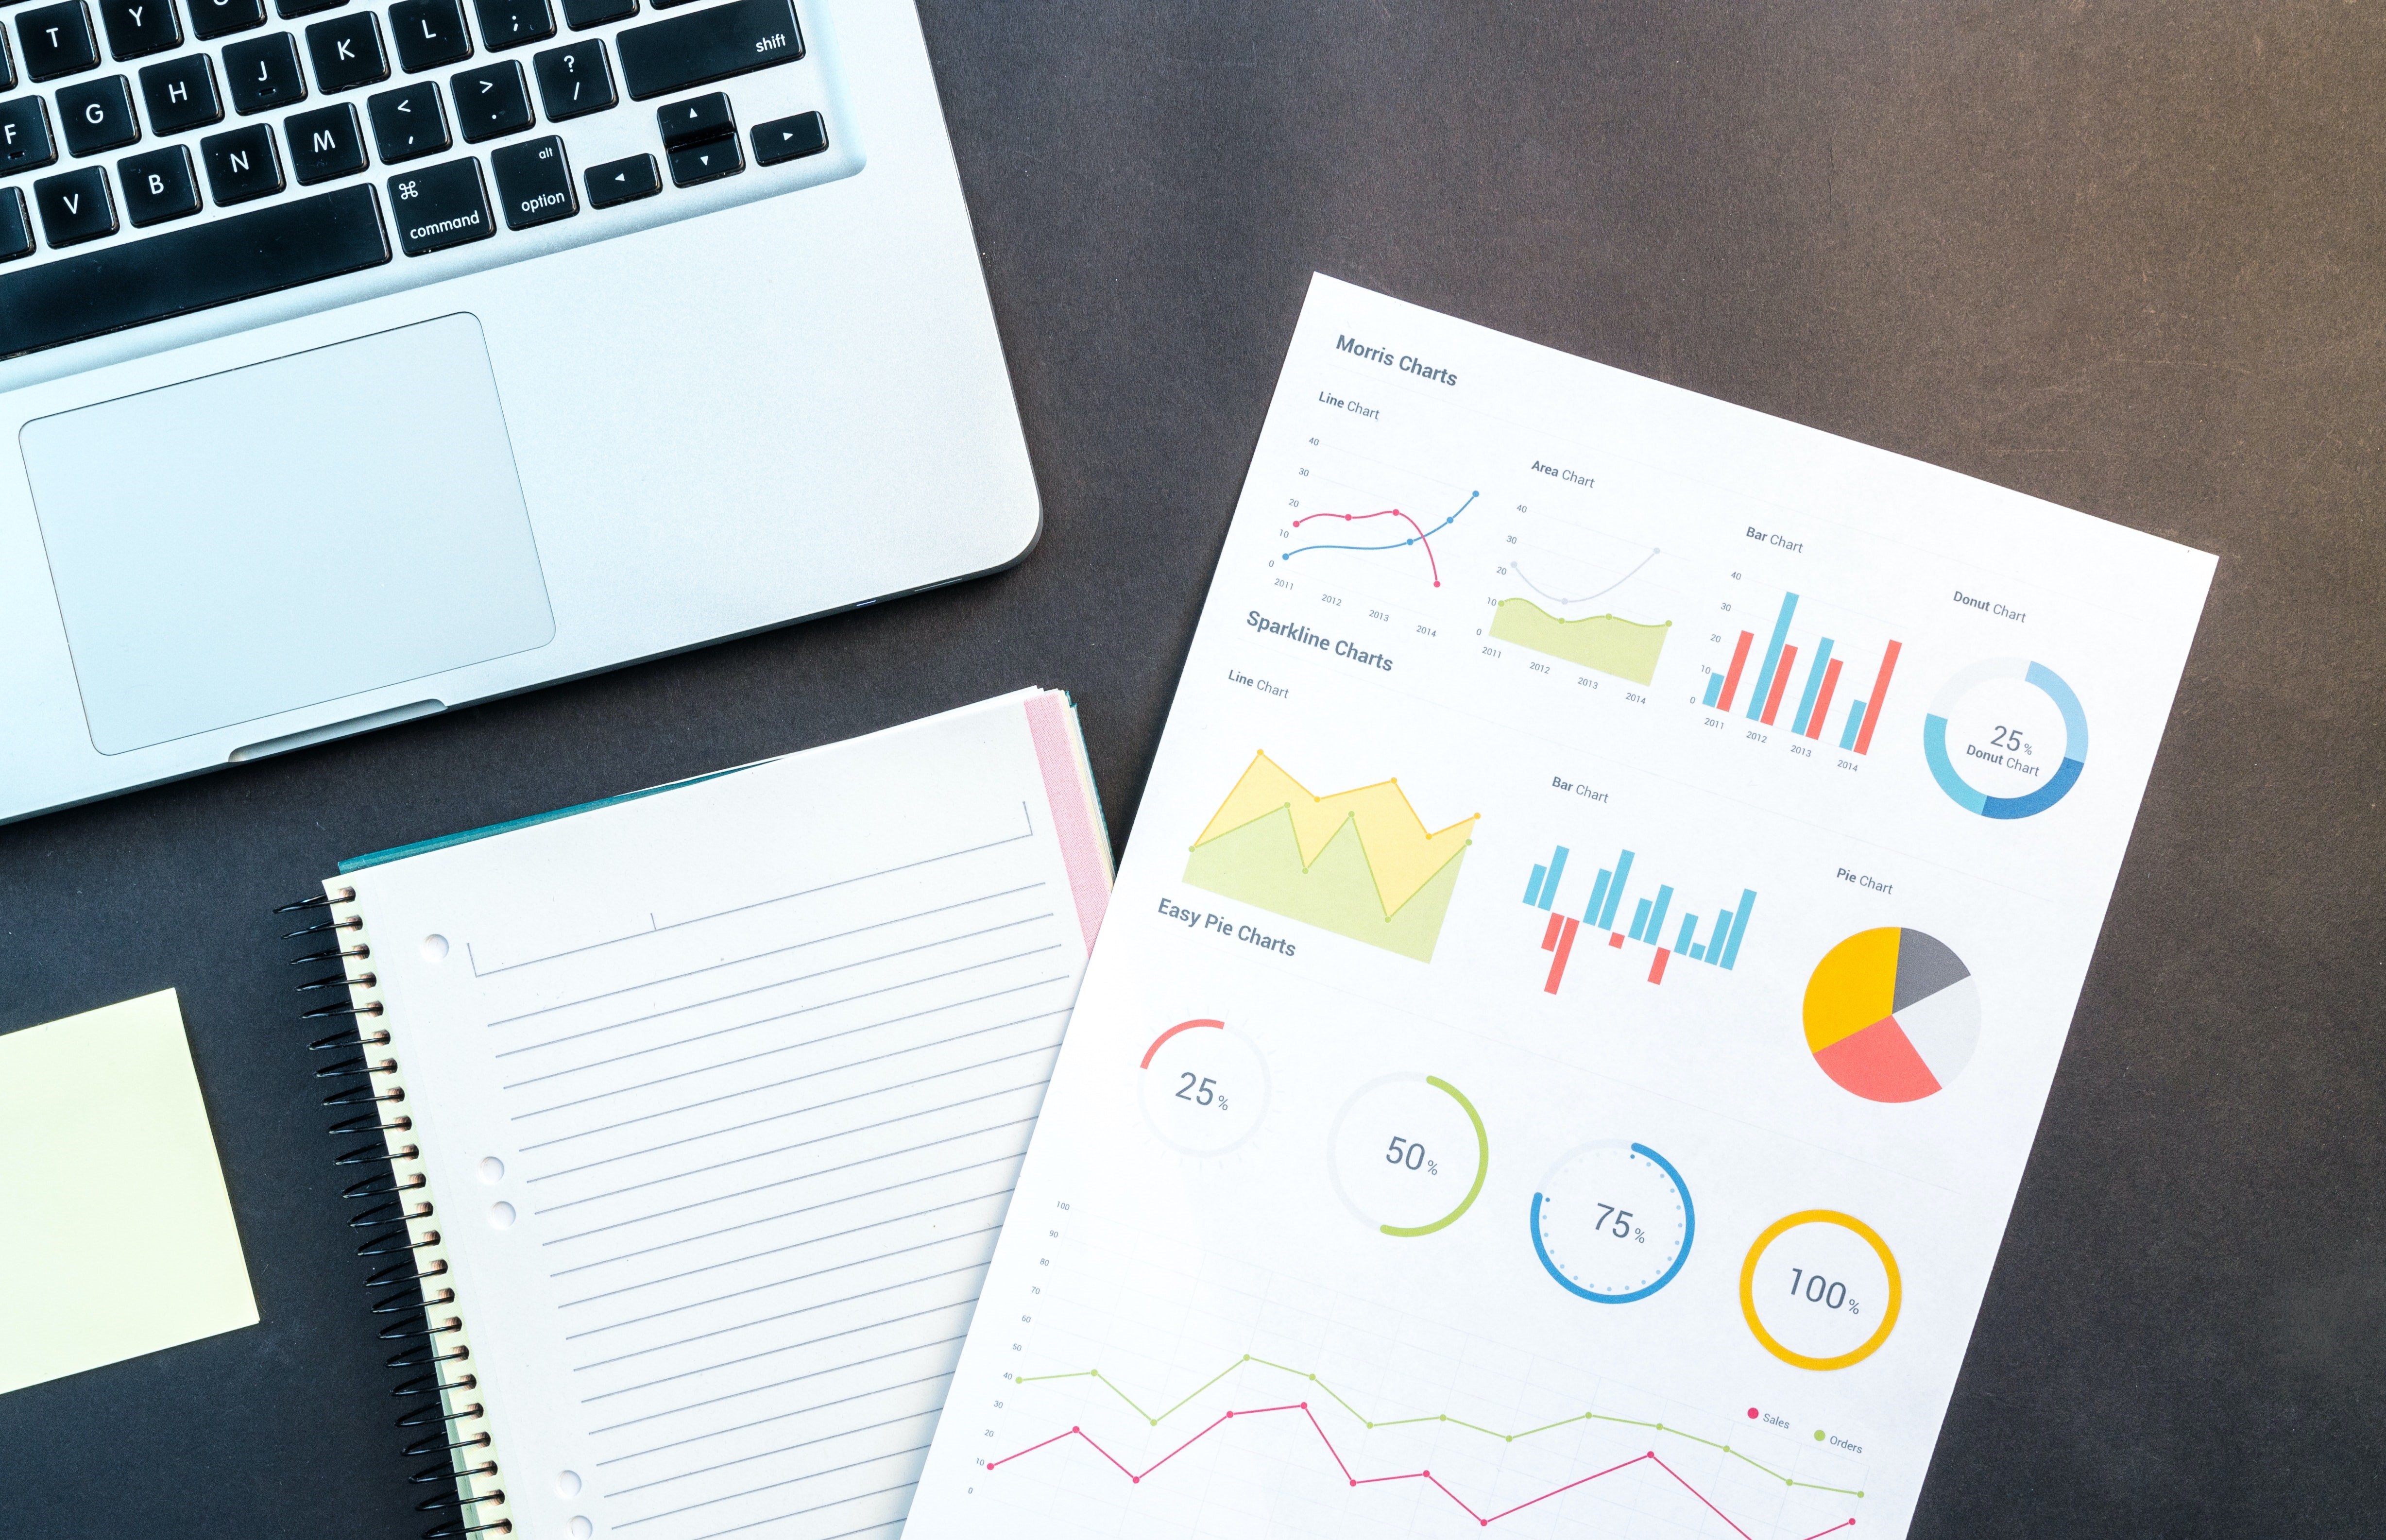 T Y L ; shift
F G H J K < , > . ? /
V B N M ⌘ command alt option
Morris Charts
Line Chart
40
30
20
10
0
2011 2012 2013 2014
Area Chart
40
30
20
10
0
2011 2012 2013 2014
Bar Chart
40
30
20
10
0
2011 2012 2013 2014
Donut Chart
25%
Donut Chart
Sparkline Charts
Line Chart
Bar Chart
Pie Chart
Easy Pie Charts
25%
50%
75%
100%
100
90
80
70
60
50
40
30
20
10
0
Sales
Orders